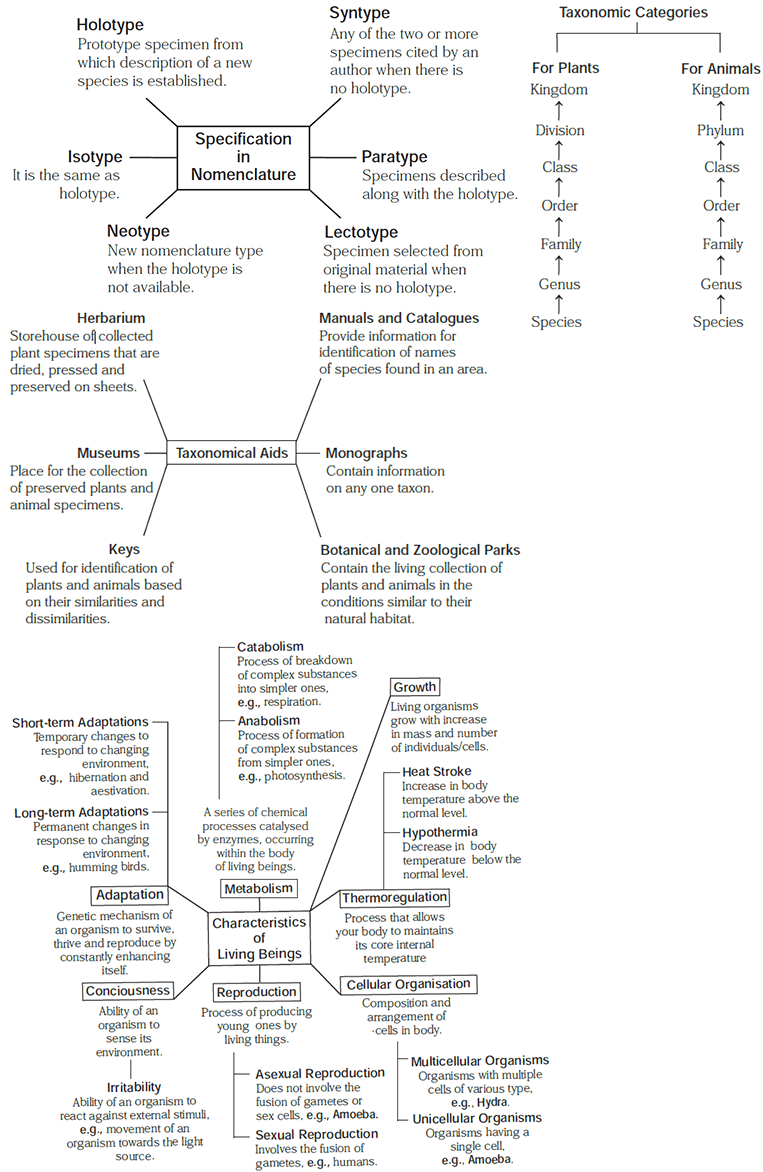 Holotype
Prototype specimen from
which description of a new
species is established.
Syntype
Any of the two or more
specimens cited by an
author when there is
no holotype.
Specification
in
Nomenclature
Isotype
It is the same as
holotype.
Paratype
Specimens described
along with the holotype.
Neotype
New nomenclature type
when the holotype is
not available.
Lectotype
Specimen selected from
original material when
there is no holotype.
Taxonomic Categories
For Plants
Kingdom
Division
Class
Order
Family
Genus
Species
For Animals
Kingdom
Phylum
Class
Order
Family
Genus
Species
Herbarium
Storehouse of collected
plant specimens that are
dried, pressed and
preserved on sheets.
Manuals and Catalogues
Provide information for
identification of names
of species found in an area.
Museums
Place for the collection
of preserved plants and
animal specimens.
Taxonomical Aids
Monographs
Contain information
on any one taxon.
Keys
Used for identification of
plants and animals based
on their similarities and
dissimilarities.
Botanical and Zoological Parks
Contain the living collection of
plants and animals in the
conditions similar to their
natural habitat.
Catabolism
Process of breakdown
of complex substances
into simpler ones,
e.g., respiration.
Anabolism
Process of formation
of complex substances
from simpler ones,
e.g., photosynthesis.
A series of chemical
processes catalysed
by enzymes, occurring
within the body
of living beings.
Metabolism
Growth
Living organisms
grow with increase
in mass and number
of individuals/cells.
Short-term Adaptations
Temporary changes to
respond to changing
environment,
e.g., hibernation and
aestivation.
Long-term Adaptations
Permanent changes in
response to changing
environment,
e.g., humming birds.
Adaptation
Genetic mechanism of
an organism to survive,
thrive and reproduce by
constantly enhancing
itself.
Heat Stroke
Increase in body
temperature above the
normal level.
Hypothermia
Decrease in body
temperature below the
normal level.
Thermoregulation
Process that allows
your body to maintains
its core internal
temperature
Characteristics
of
Living Beings
Conciousness
Ability of an
organism to
sense its
environment.
Irritability
Ability of an organism to
react against external stimuli,
e.g., movement of an
organism towards the light
source.
Reproduction
Process of producing
young ones by
living things.
Asexual Reproduction
Does not involve the
fusion of gametes or
sex cells, e.g., Amoeba.
Sexual Reproduction
Involves the fusion of
gametes, e.g., humans.
Cellular Organisation
Composition and
arrangement of
cells in body.
Multicellular Organisms
Organisms with multiple
cells of various type,
e.g., Hydra.
Unicellular Organisms
Organisms having a
single cell,
e.g., Amoeba.